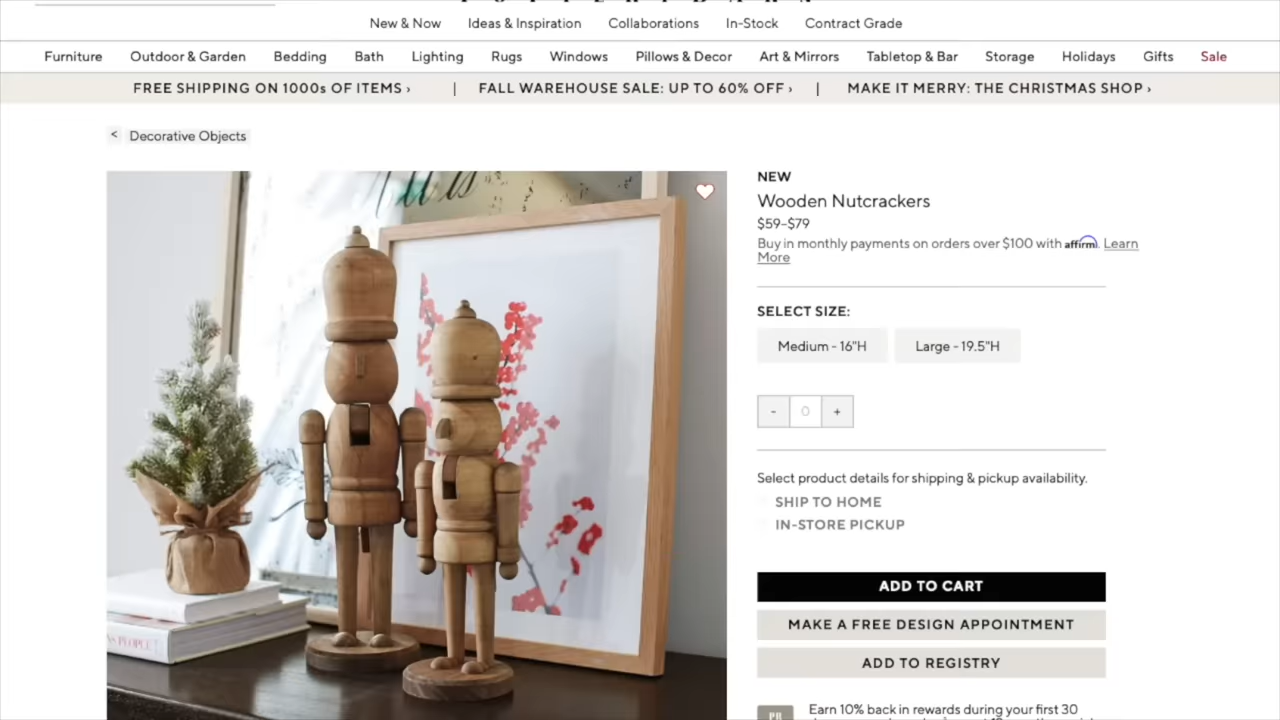 New & Now Ideas & Inspiration Collaborations In-Stock Contract Grade
Furniture Outdoor & Garden Bedding Bath Lighting Rugs Windows Pillows & Decor Art & Mirrors Tabletop & Bar Storage Holidays Gifts Sale
FREE SHIPPING ON 1000s OF ITEMS › | FALL WAREHOUSE SALE: UP TO 60% OFF › | MAKE IT MERRY: THE CHRISTMAS SHOP ›
< Decorative Objects
NEW
Wooden Nutcrackers
$59–$79
Buy in monthly payments on orders over $100 with affirm. Learn
More
SELECT SIZE:
Medium - 16"H Large - 19.5"H
- 0 +
Select product details for shipping & pickup availability.
SHIP TO HOME
IN-STORE PICKUP
ADD TO CART
MAKE A FREE DESIGN APPOINTMENT
ADD TO REGISTRY
PB
Earn 10% back in rewards during your first 30
PEOPLE